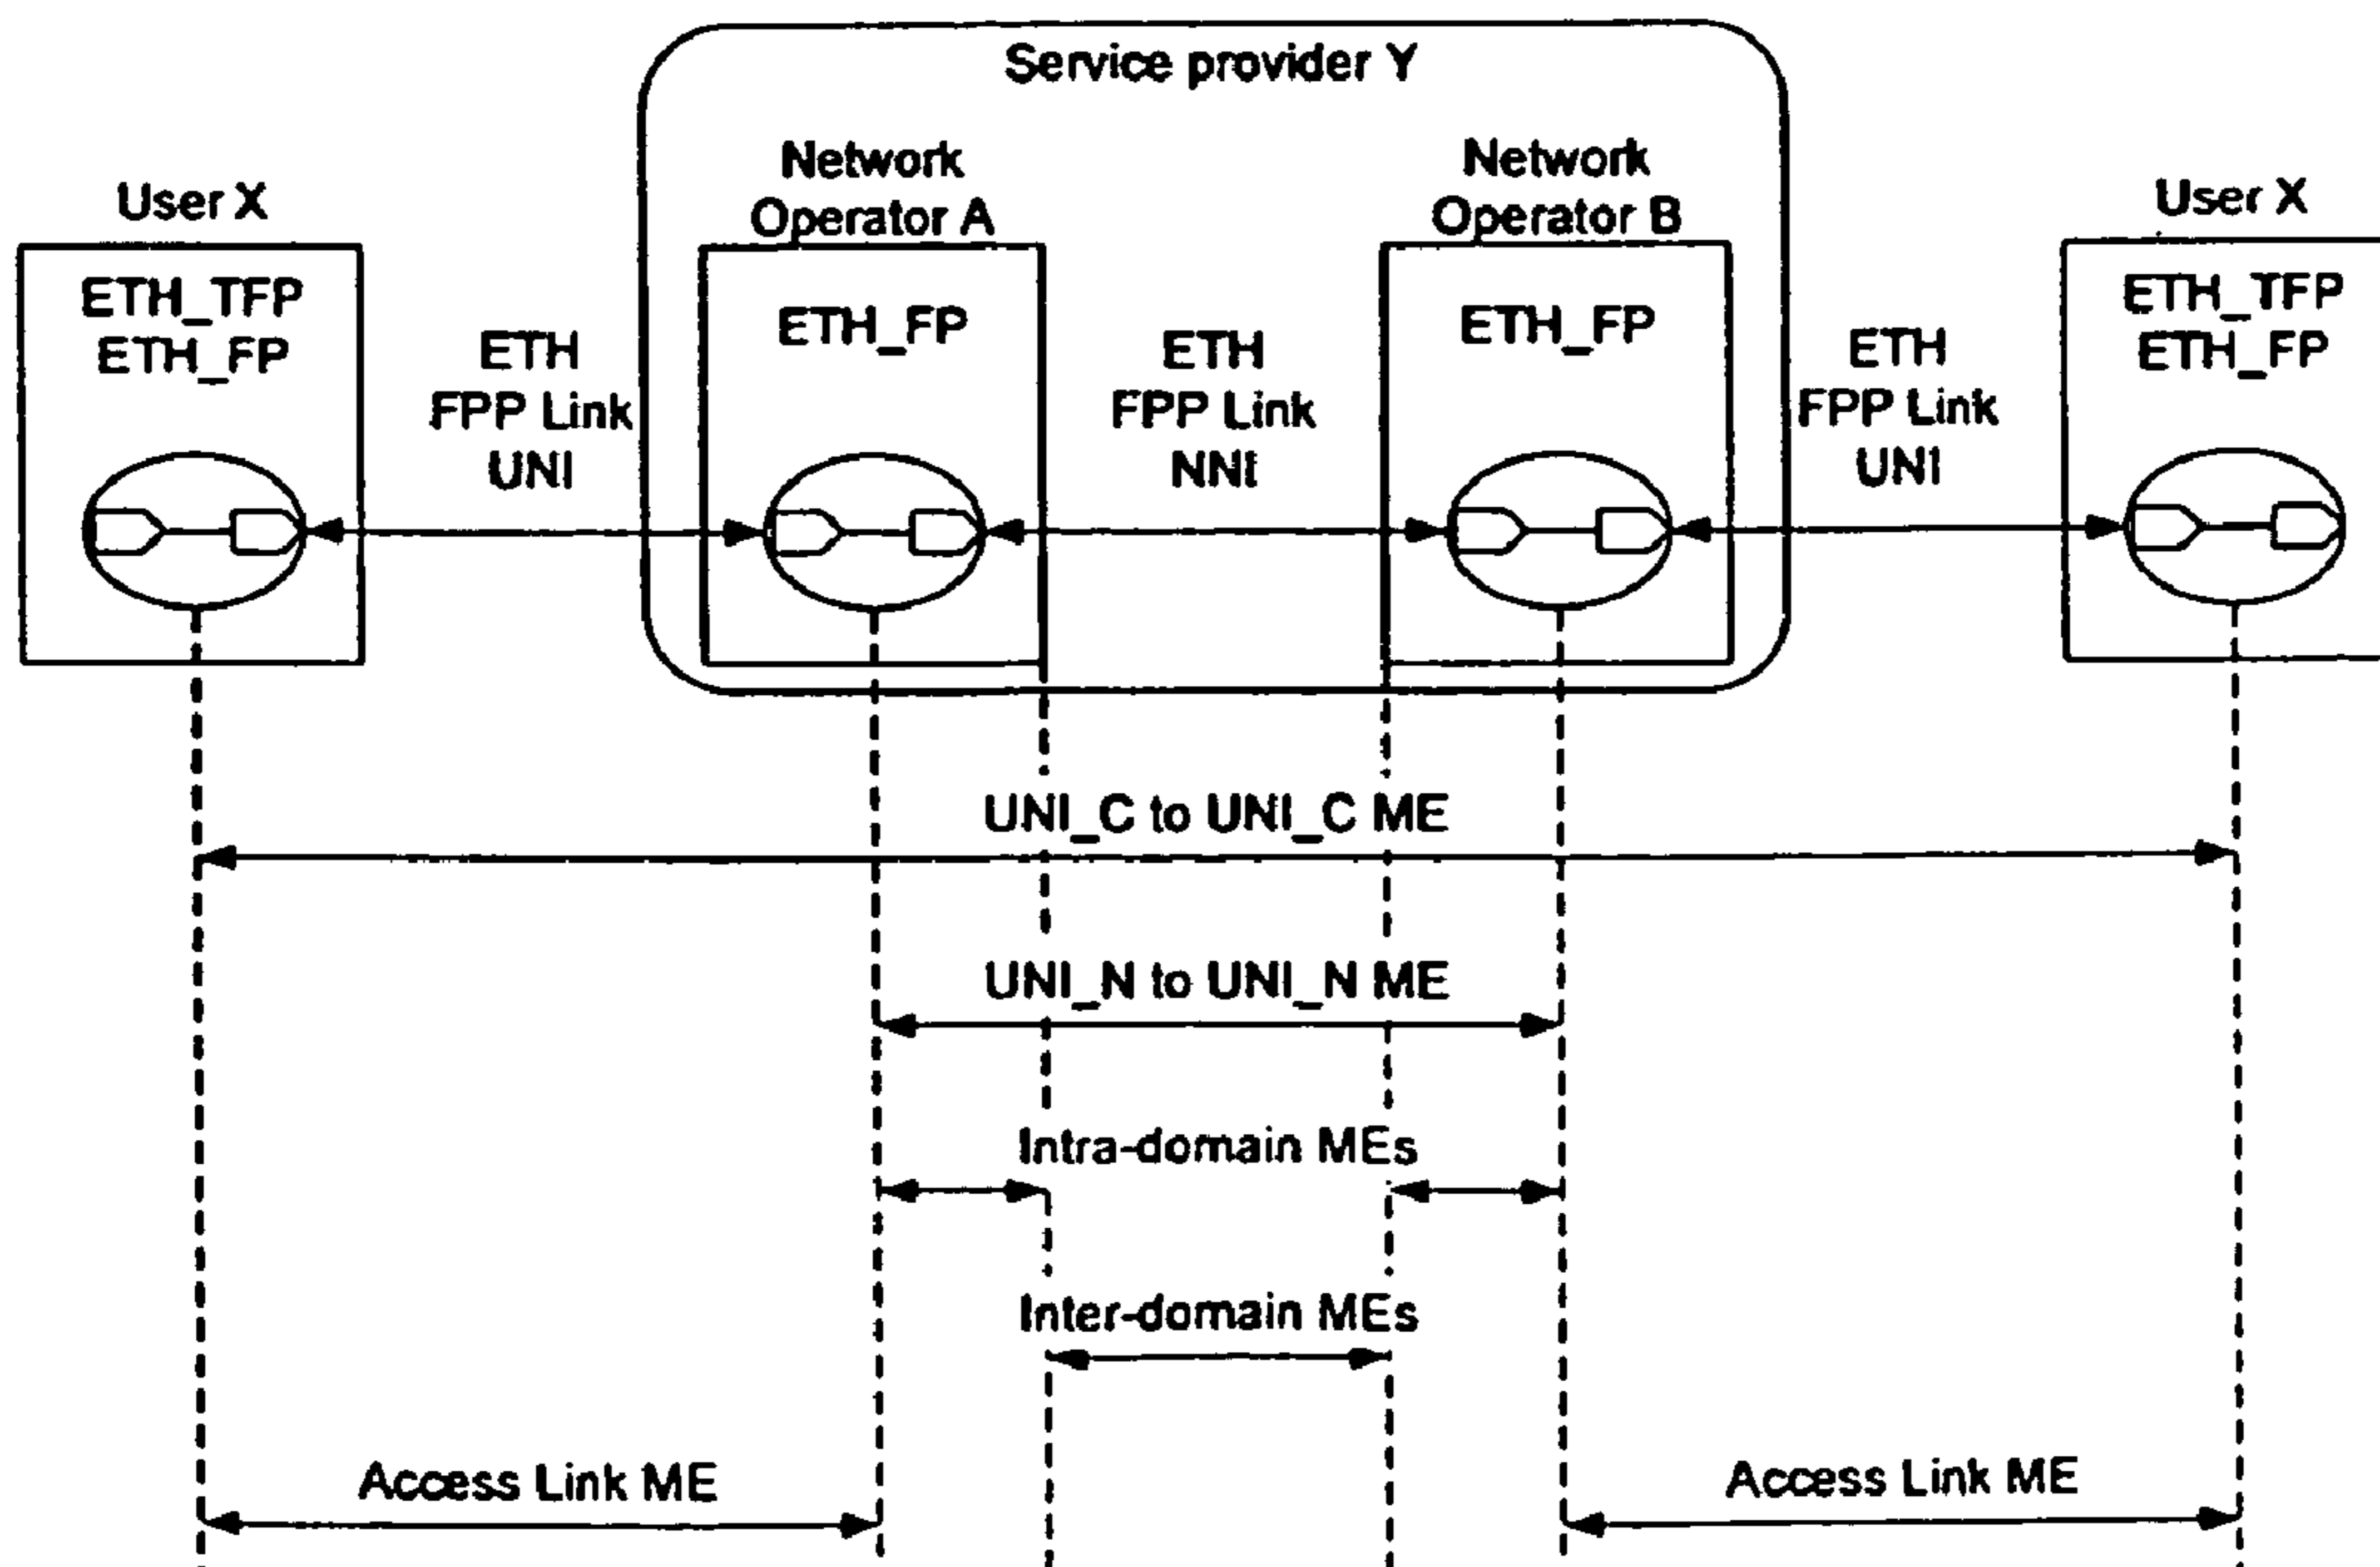 Service provider Y
User X
Network
Operator A
Network
Operator B
User X
ETH_TFP
ETH_FP
ETH
FPP Link
UNI
ETH_FP
ETH
FPP Link
NNI
ETH_FP
ETH
FPP Link
UNI
ETH_TFP
ETH_FP
UNI_C to UNI_C ME
UNI_N to UNI_N ME
Intra-domain MEs
Inter-domain MEs
Access Link ME
Access Link ME